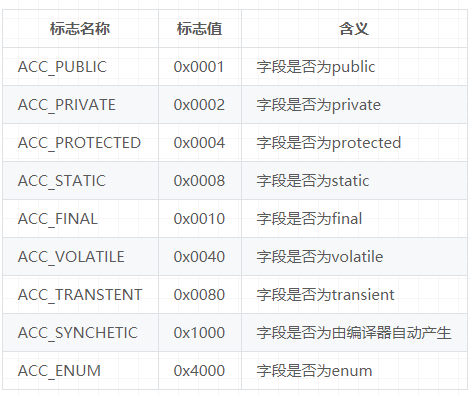 标志名称 标志值 含义
ACC_PUBLIC 0x0001 字段是否为public
ACC_PRIVATE 0x0002 字段是否为private
ACC_PROTECTED 0x0004 字段是否为protected
ACC_STATIC 0x0008 字段是否为static
ACC_FINAL 0x0010 字段是否为final
ACC_VOLATILE 0x0040 字段是否为volatile
ACC_TRANSTENT 0x0080 字段是否为transient
ACC_SYNCHETIC 0x1000 字段是否为由编译器自动产生
ACC_ENUM 0x4000 字段是否为enum